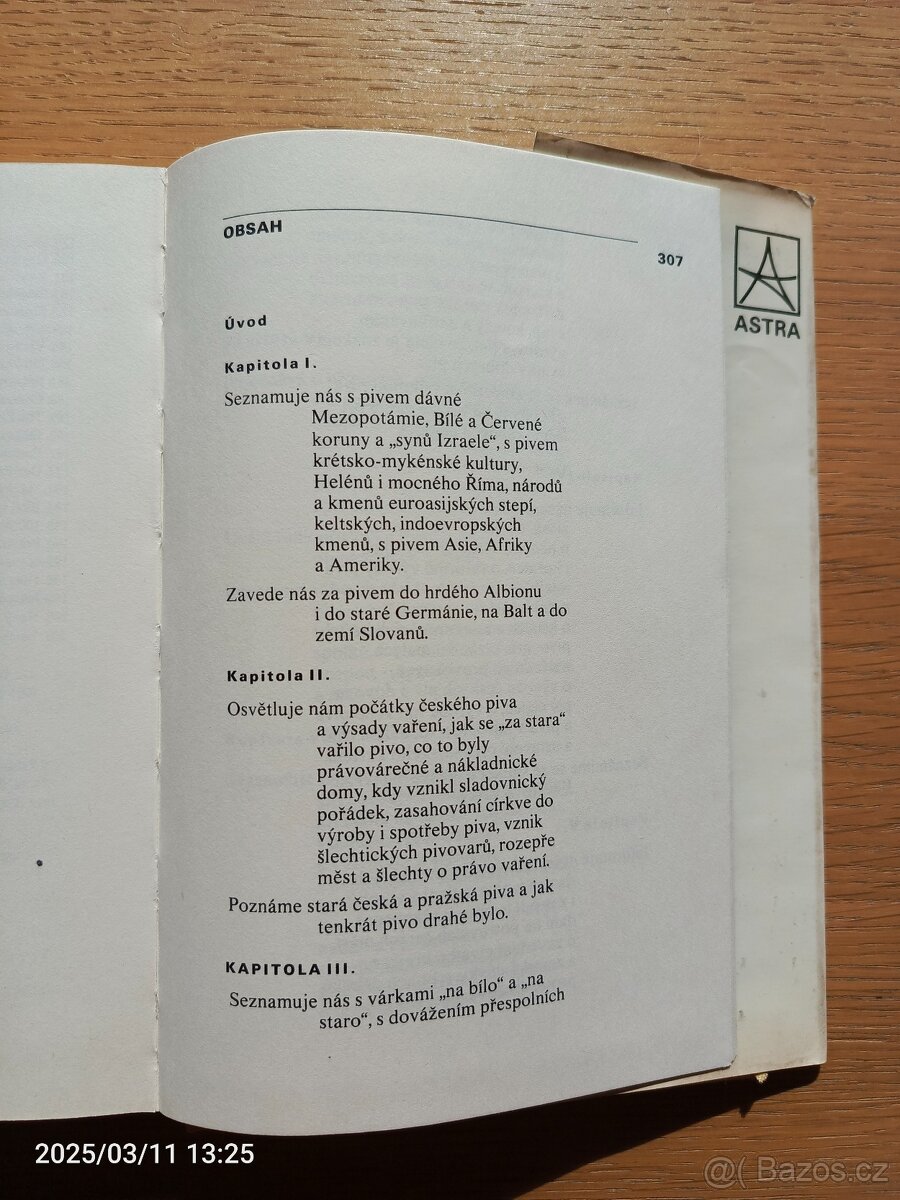 OBSAH
307
Úvod
Kapitola I.
Seznamuje nás s pivem dávné
Mezopotámie, Bílé a Červené
koruny a „synů Izraele“, s pivem
krétsko-mykénské kultury,
Helénů i mocného Říma, národů
a kmenů euroasijských stepí,
keltských, indoevropských
kmenů, s pivem Asie, Afriky
a Ameriky.
Zavede nás za pivem do hrdého Albionu
i do staré Germánie, na Balt a do
zemí Slovanů.
Kapitola II.
Osvětluje nám počátky českého piva
a výsady vaření, jak se „za stara“
vařilo pivo, co to byly
právovárečné a nákladnické
domy, kdy vznikl sladovnický
pořádek, zasahování církve do
výroby i spotřeby piva, vznik
šlechtických pivovarů, rozepře
měst a šlechty o právo vaření.
Poznáme stará česká a pražská piva a jak
tenkrát pivo drahé bylo.
KAPITOLA III.
Seznamuje nás s várkami „na bílo“ a „na
staro“, s dovážením přespolních
ASTRA
2025/03/11 13:25
@( Bazos.cz